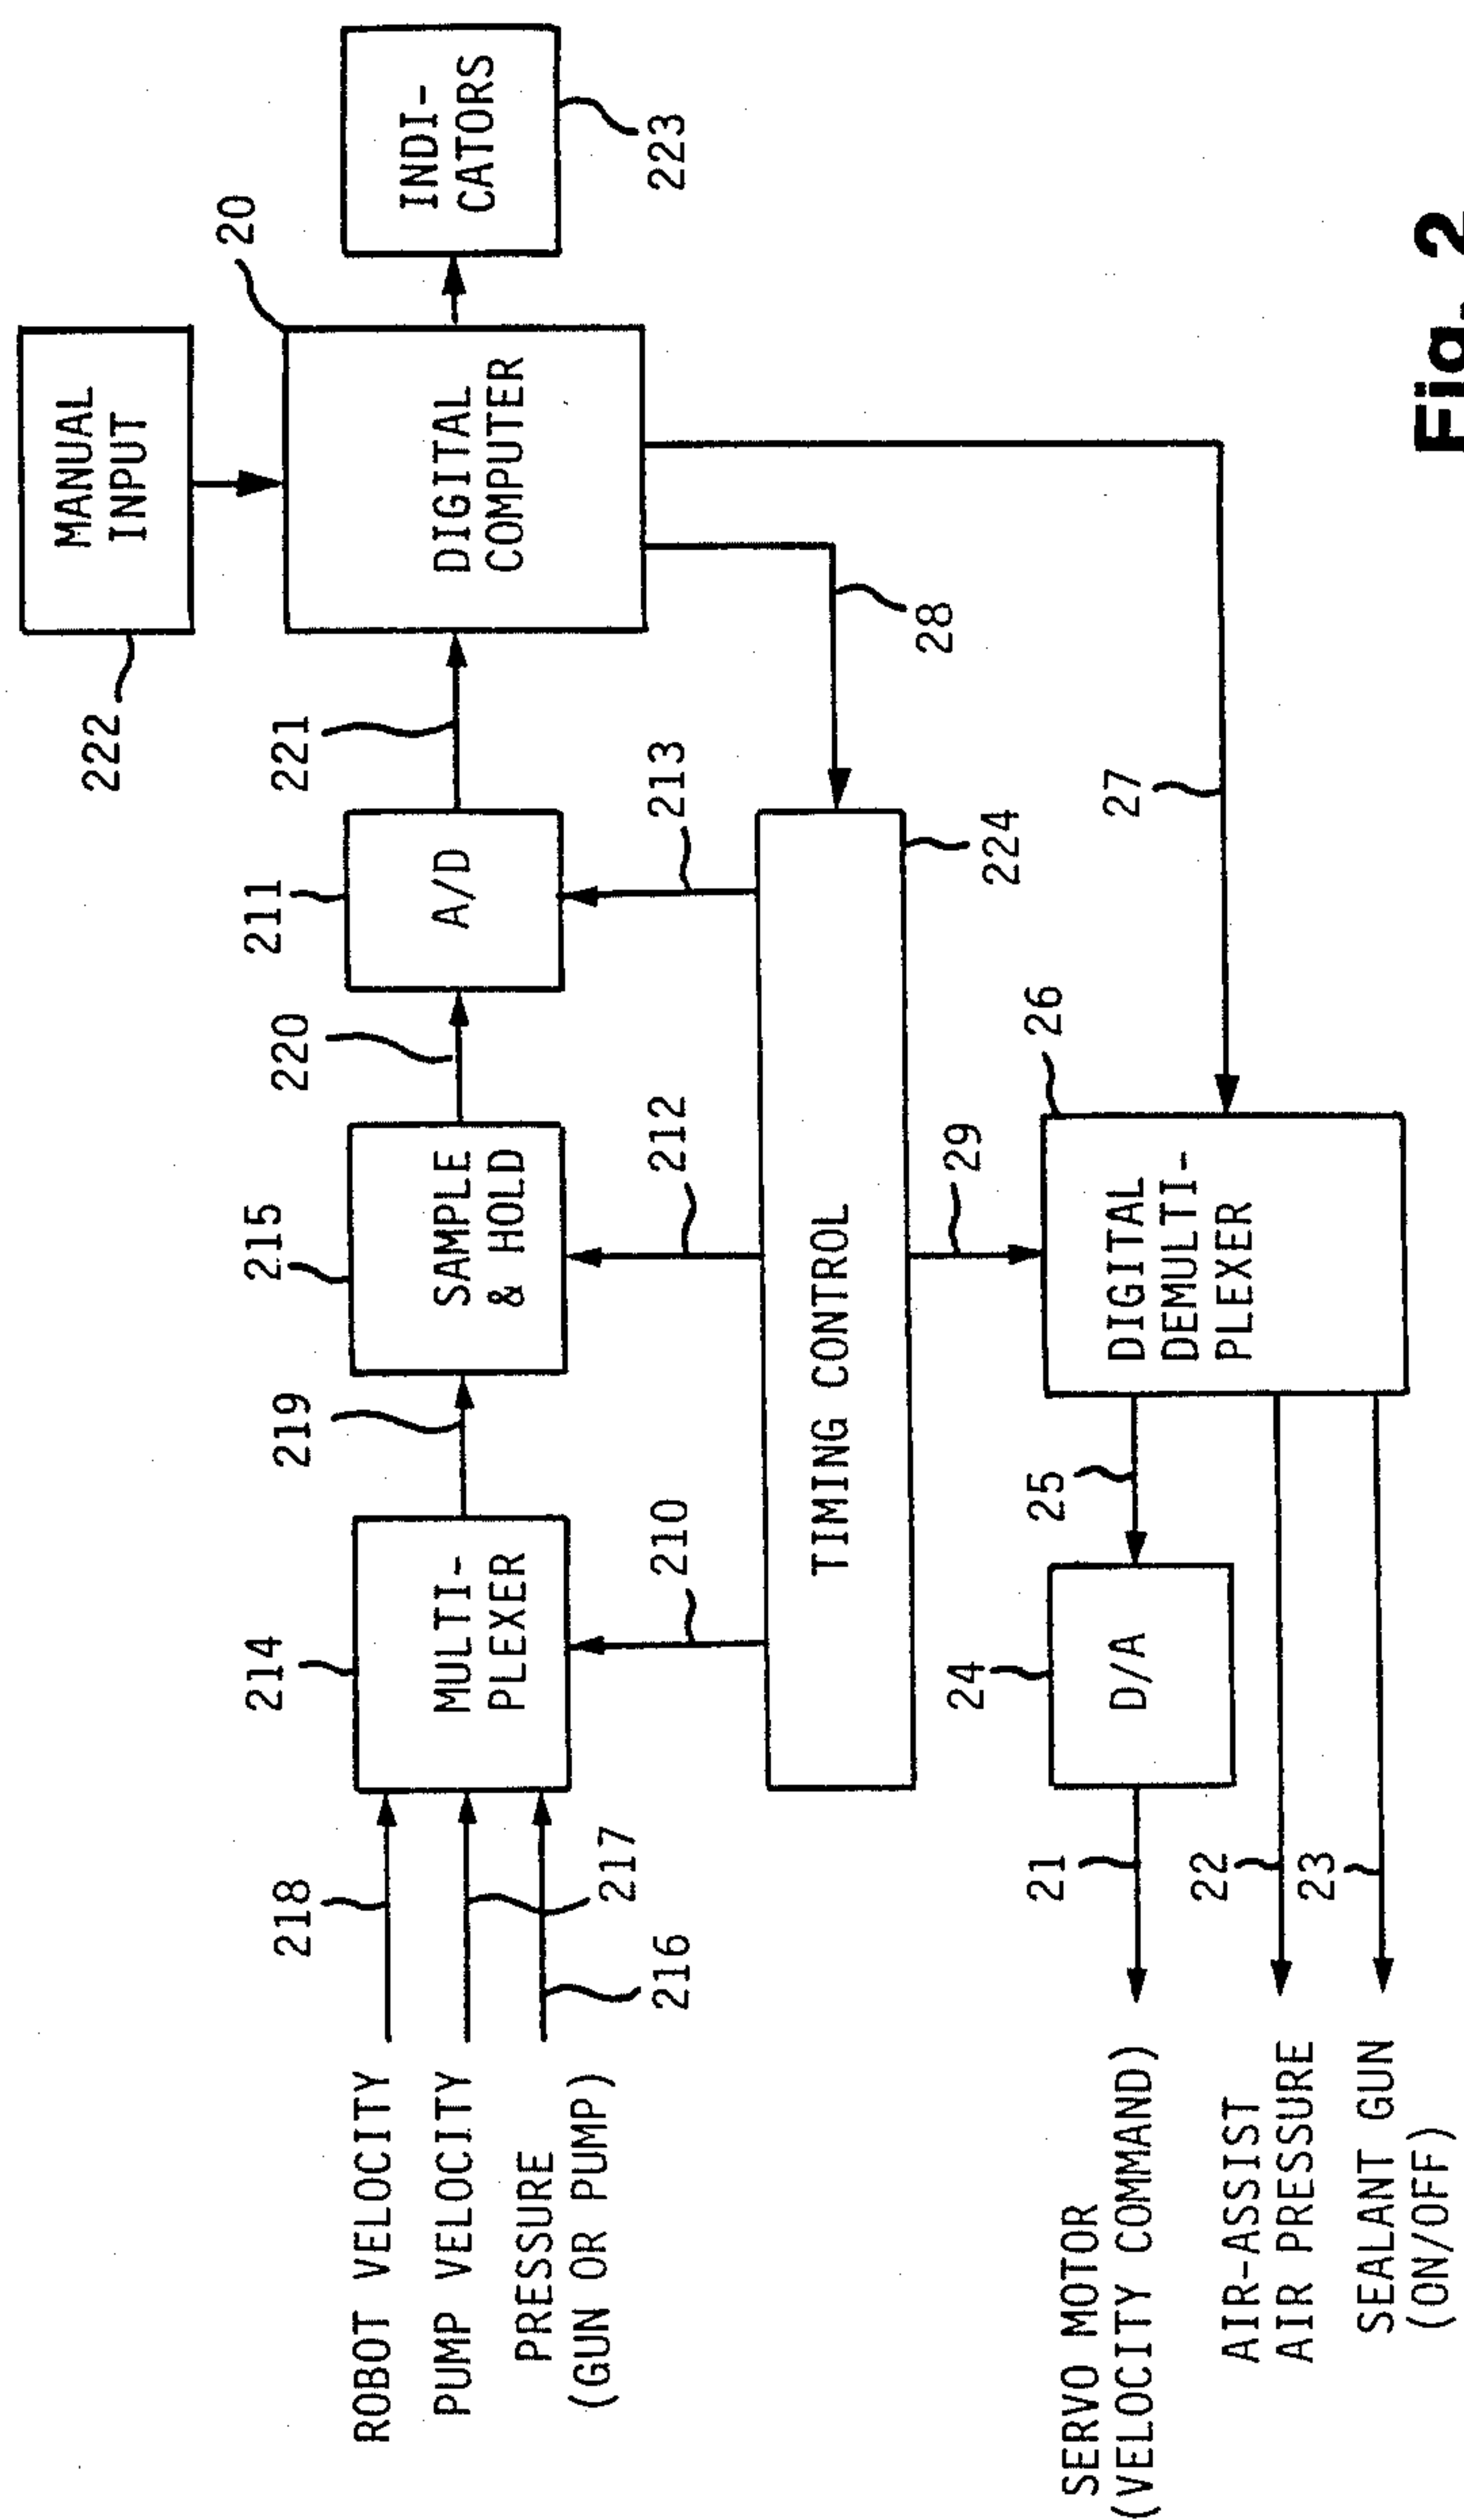 222
MANUAL
INPUT
20
218
214
219
215
220
211
221
ROBOT VELOCITY
PUMP VELOCITY
PRESSURE
(GUN OR PUMP)
MULTI-
PLEXER
SAMPLE
& HOLD
A/D
DIGITAL
COMPUTER
INDI-
CATORS
217
216
210
212
213
223
TIMING CONTROL
28
224
24
25
29
26
27
SERVO MOTOR
(VELOCITY COMMAND)
21
D/A
DIGITAL
DEMULTI-
PLEXER
AIR-ASSIST
AIR PRESSURE
22
SEALANT GUN
(ON/OFF)
23
Fig. 2